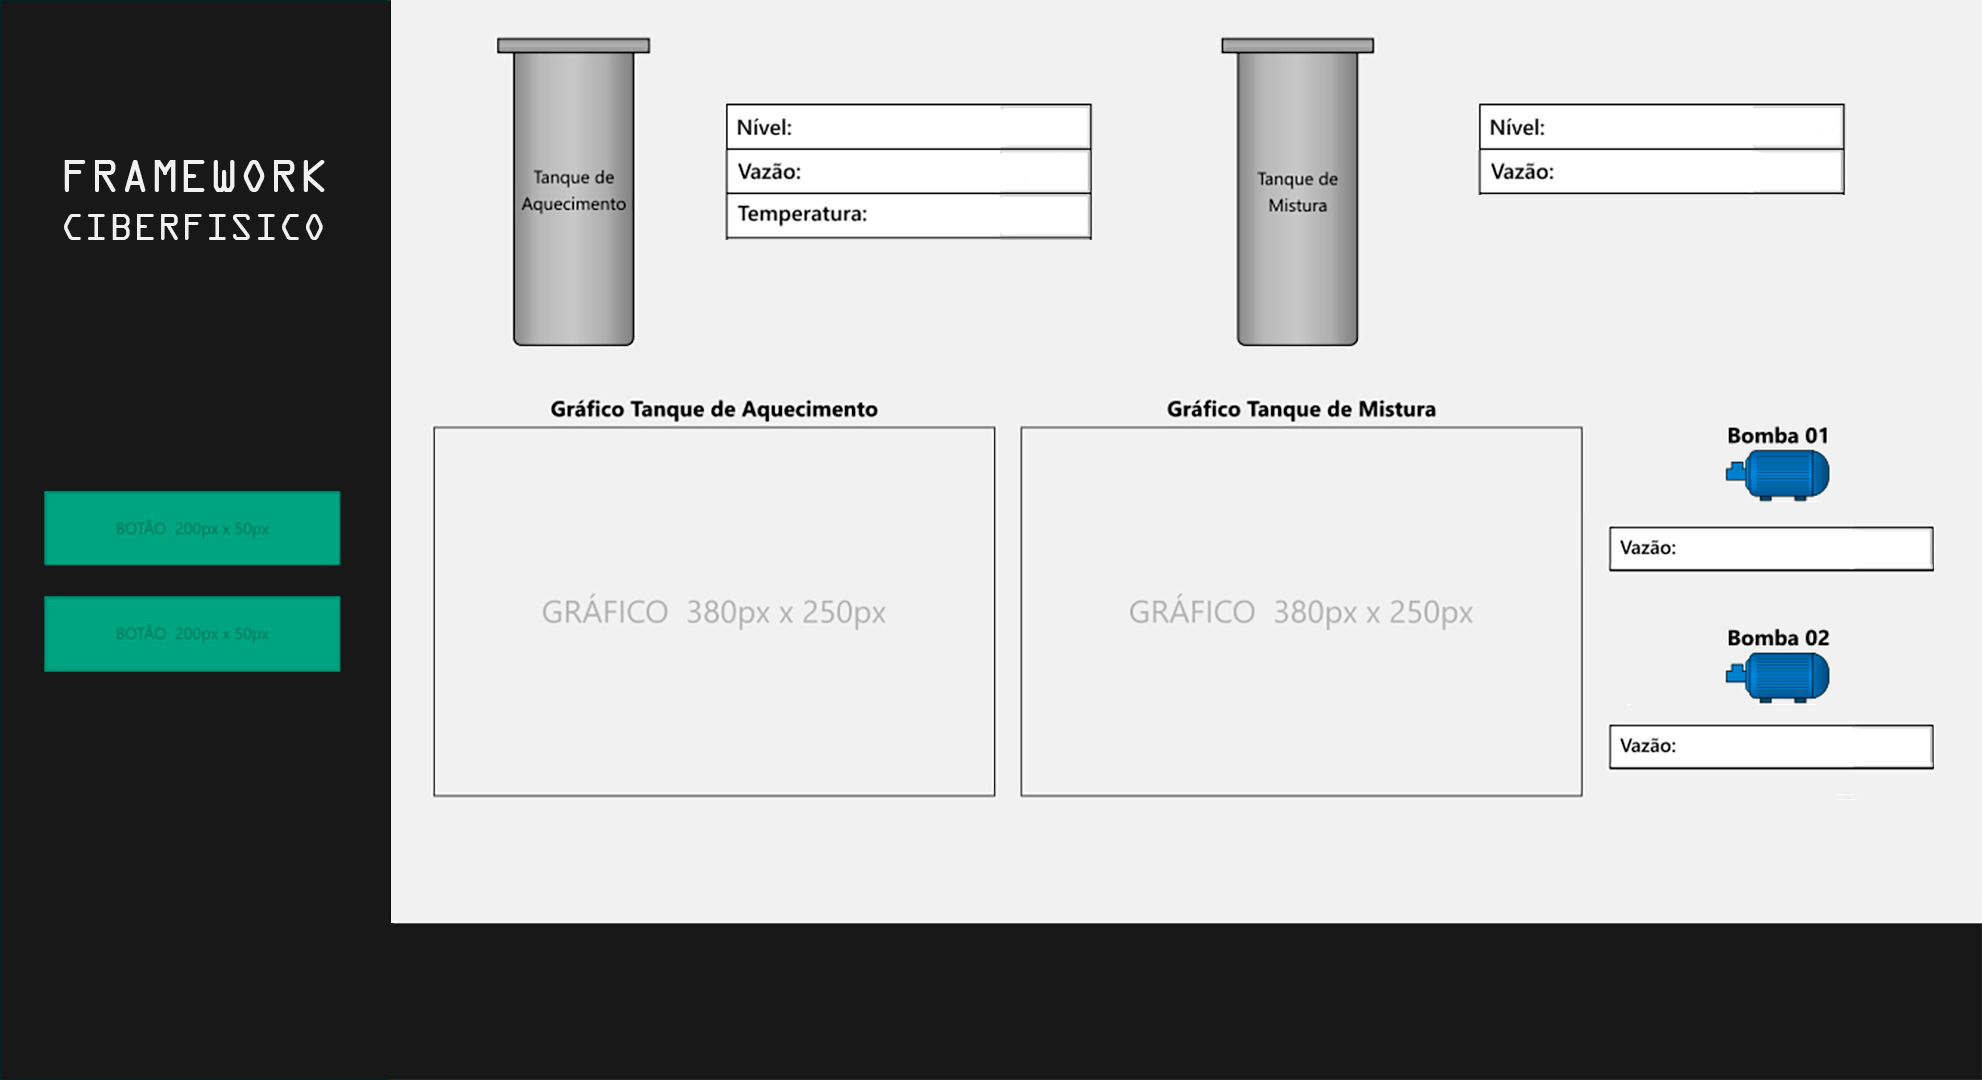 FRAMEWORK
CIBERFISICO
BOTÃO 200px x 50px
BOTÃO 200px x 50px
Tanque de
Aquecimento
Nível:
Vazão:
Temperatura:
Tanque de
Mistura
Nível:
Vazão:
Gráfico Tanque de Aquecimento
GRÁFICO 380px x 250px
Gráfico Tanque de Mistura
GRÁFICO 380px x 250px
Bomba 01
Vazão:
Bomba 02
Vazão: